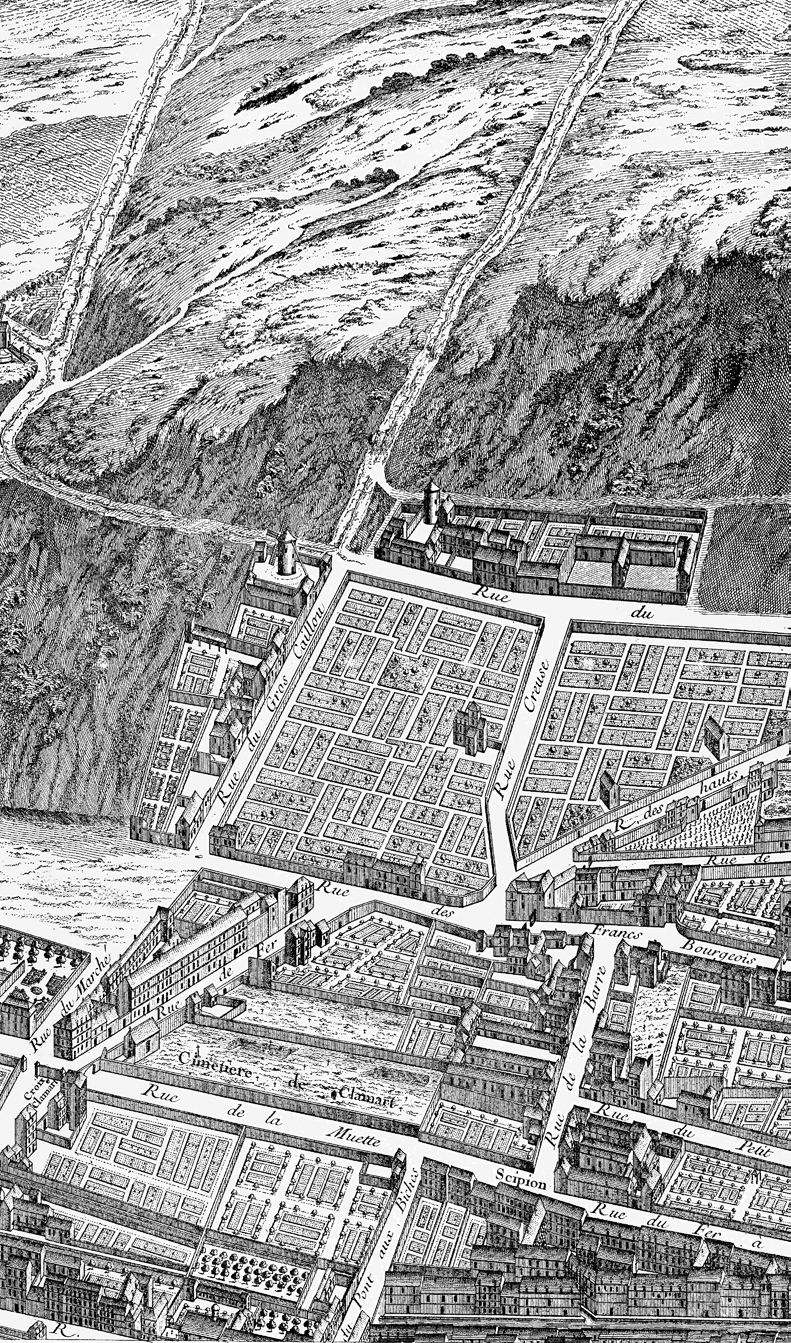 Rue du
Rue du Gros Caillou
Rue Creuse
R. des hauts
Rue de
Rue des Francs Bourgeois
Rue de Fer
Rue du Marché
Rue de la Barre
Cimetiere de Clamart
Croix Clamart
Rue de la Muette
Rue du Petit
Scipion
Rue du Fer a
du Pont aux Biches
R.